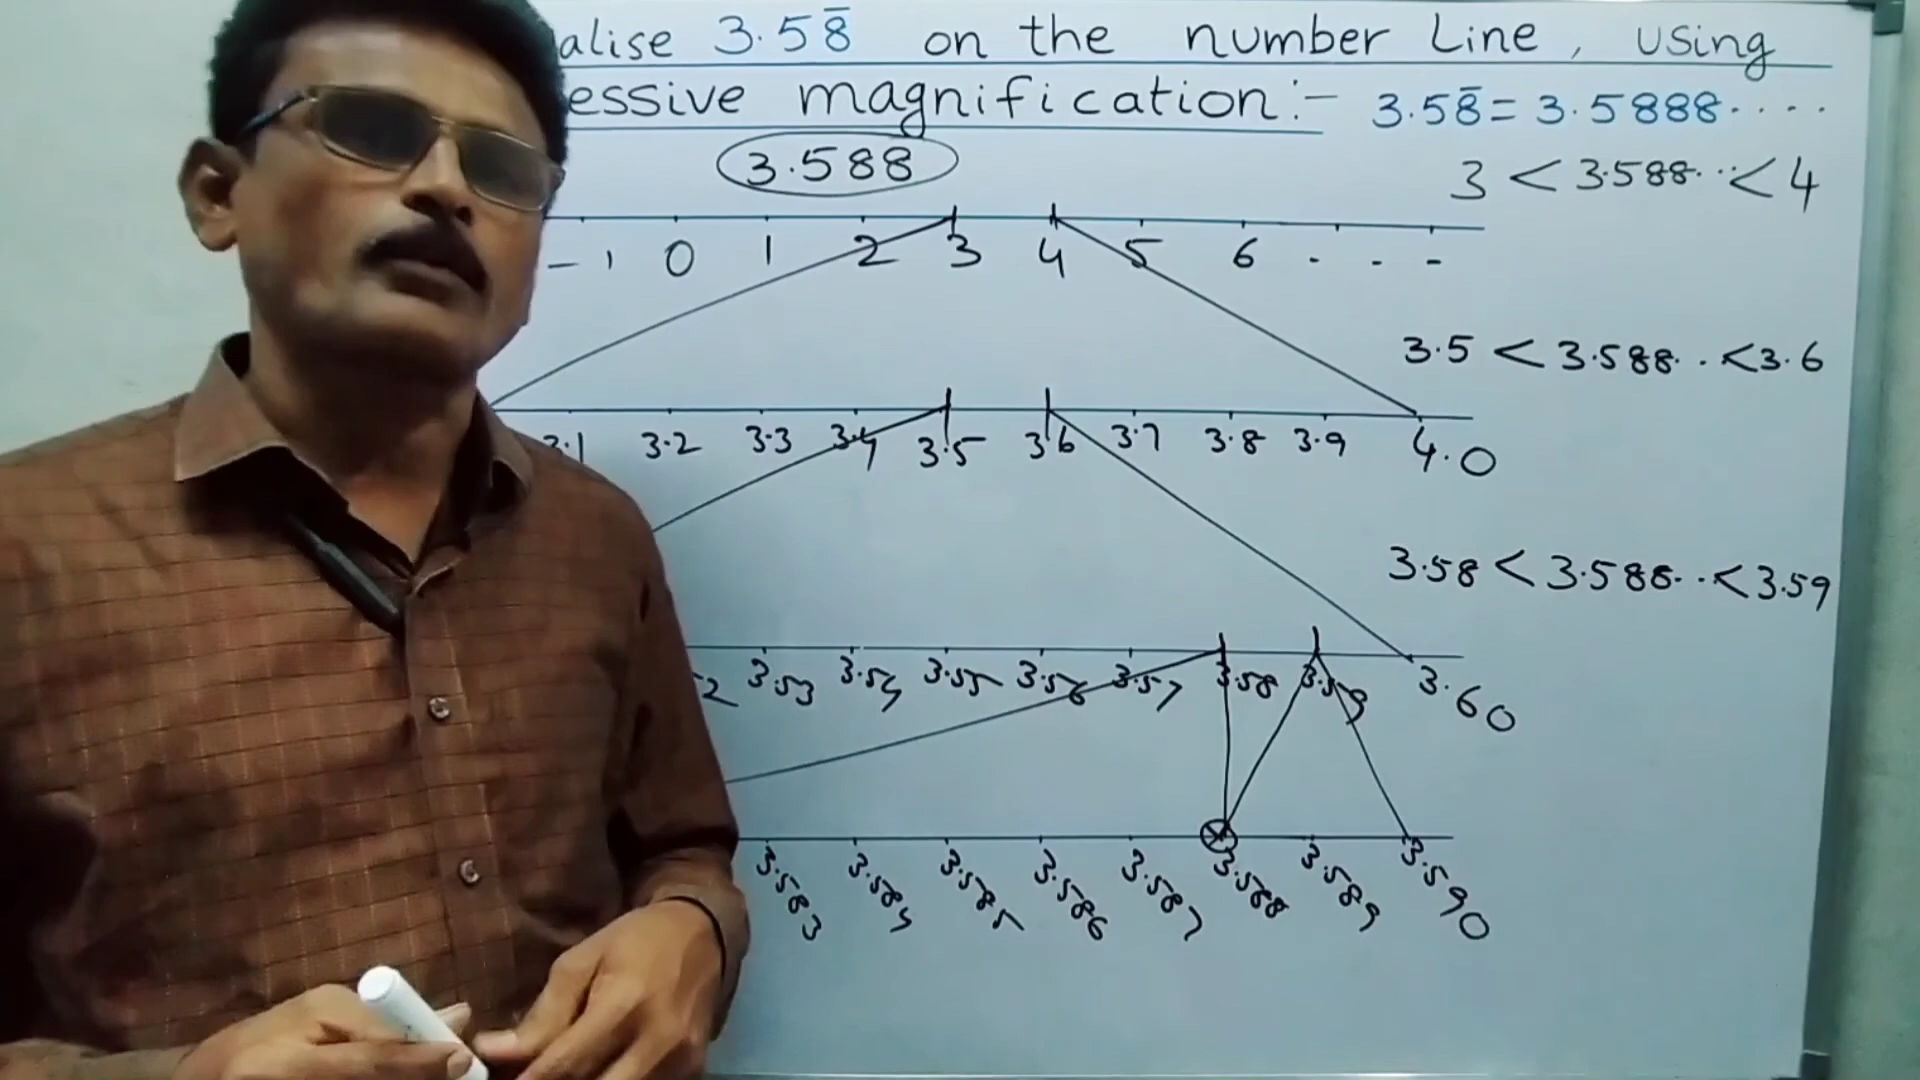 alise 3.58̅ on the number Line, using
essive magnification:- 3.58̅ = 3.5888....
3.588
3 < 3.588... < 4
-1 0 1 2 3 4 5 6 - - -
3.5 < 3.588.. < 3.6
3.1 3.2 3.3 3.4 3.5 3.6 3.7 3.8 3.9 4.0
3.58 < 3.588.. < 3.59
2 3.53 3.54 3.55 3.56 3.57 3.58 3.59 3.60
3.583 3.584 3.585 3.586 3.587 3.588 3.589 3.590